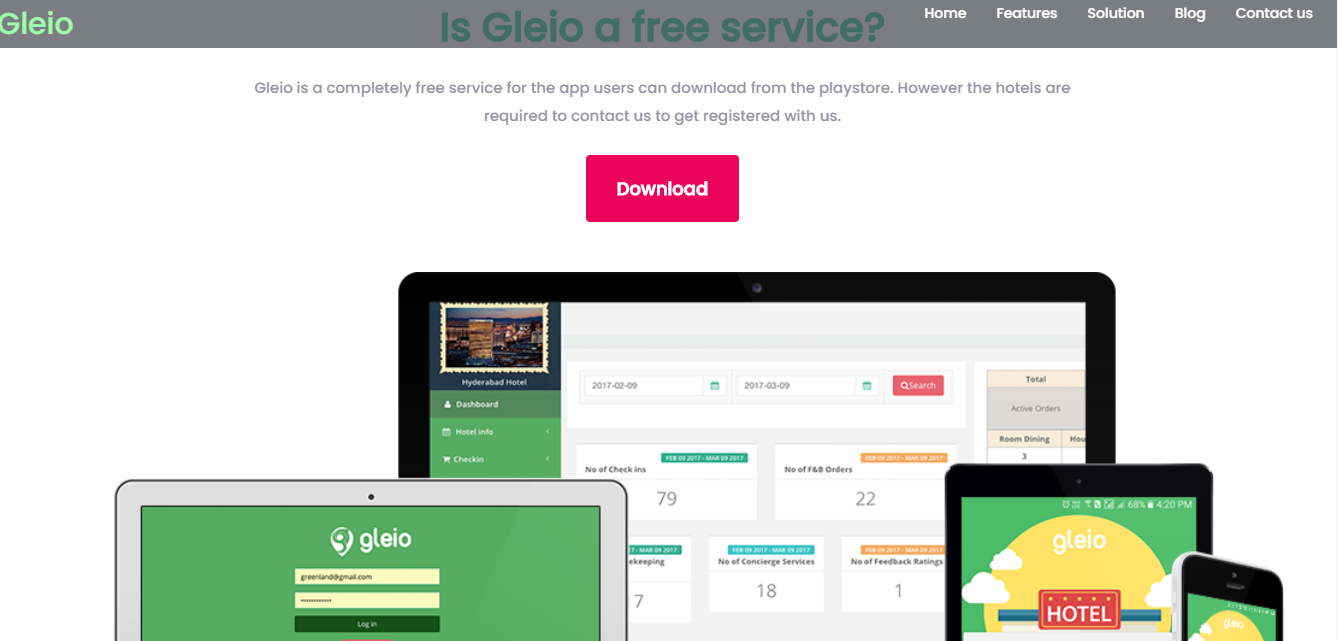 Gleio
Home
Features
Solution
Blog
Contact us
Is Gleio a free service?
Gleio is a completely free service for the app users can download from the playstore. However the hotels are
required to contact us to get registered with us.
Download
Hyderabad Hotel
Dashboard
Hotel info
Checkin
2017-02-09
2017-03-09
Search
Total
Active Orders
Room Dining
Hou
3
FEB 09 2017 - MAR 09 2017
No of Check ins
79
FEB 09 2017 - MAR 09 2017
No of F&B Orders
22
7 - MAR 09 2017
ekeeping
17
FEB 09 2017 - MAR 09 2017
No of Concierge Services
18
FEB 09 2017 - MAR 09 2017
No of Feedback Ratings
1
gleio
greenland@gmail.com
Log in
68% 4:20 PM
gleio
HOTEL
gleio